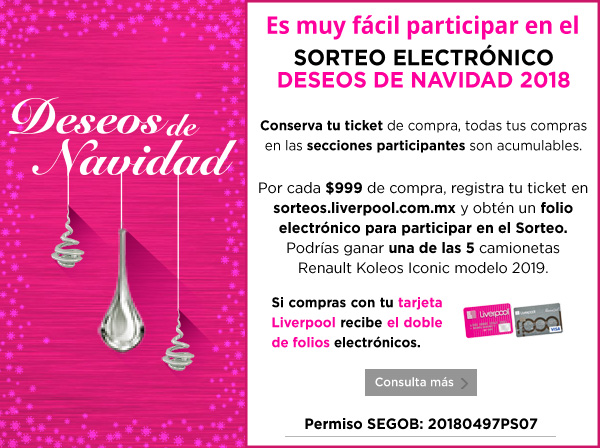 Deseos de
Navidad
Es muy fácil participar en el
SORTEO ELECTRÓNICO
DESEOS DE NAVIDAD 2018
Conserva tu ticket de compra, todas tus compras
en las secciones participantes son acumulables.
Por cada $999 de compra, registra tu ticket en
sorteos.liverpool.com.mx y obtén un folio
electrónico para participar en el Sorteo.
Podrías ganar una de las 5 camionetas
Renault Koleos Iconic modelo 2019.
Si compras con tu tarjeta
Liverpool recibe el doble
de folios electrónicos.
Liverpool
VISA
Consulta más
Permiso SEGOB: 20180497PS07